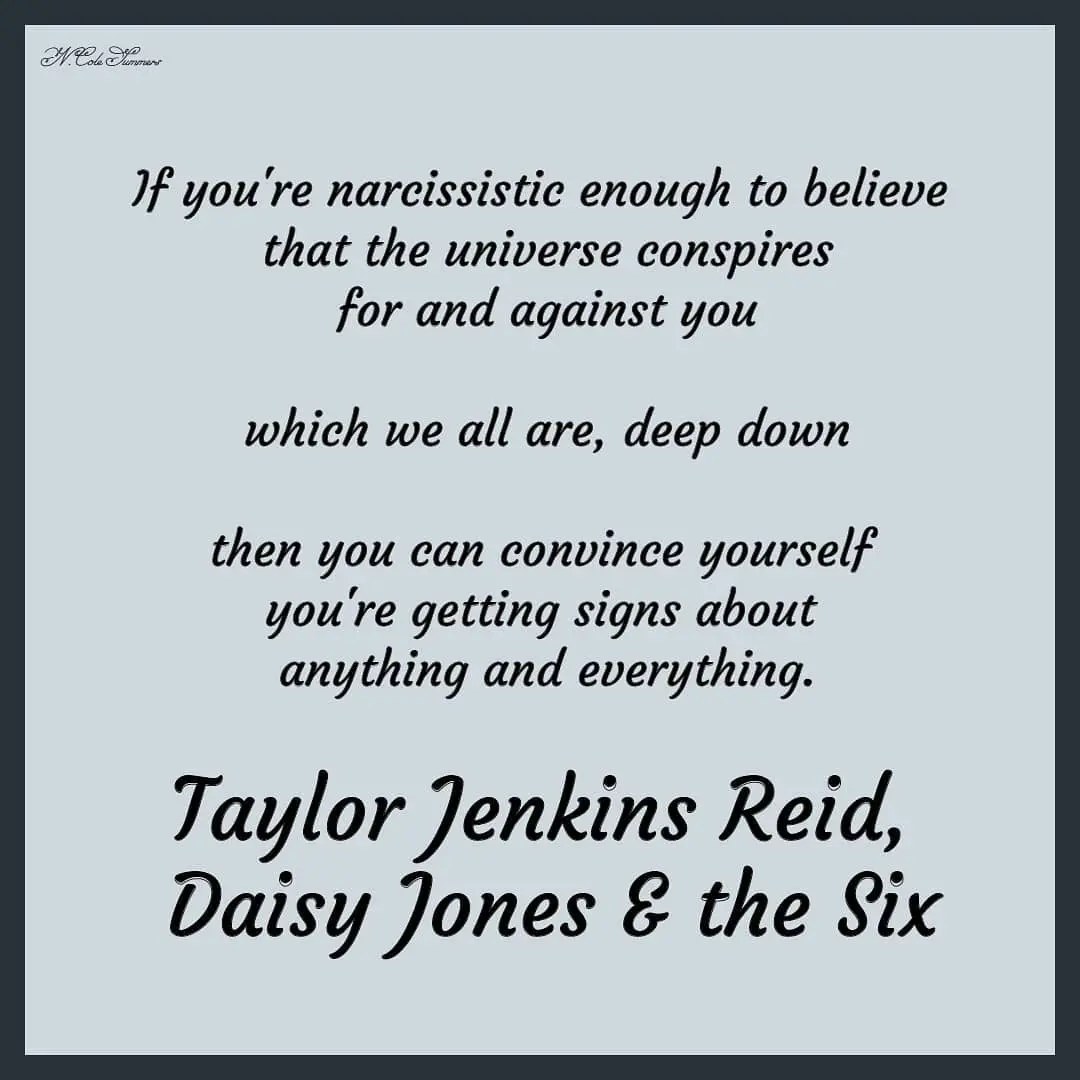 N. Cole Summers
If you're narcissistic enough to believe
that the universe conspires
for and against you
which we all are, deep down
then you can convince yourself
you're getting signs about
anything and everything.
Taylor Jenkins Reid,
Daisy Jones & the Six